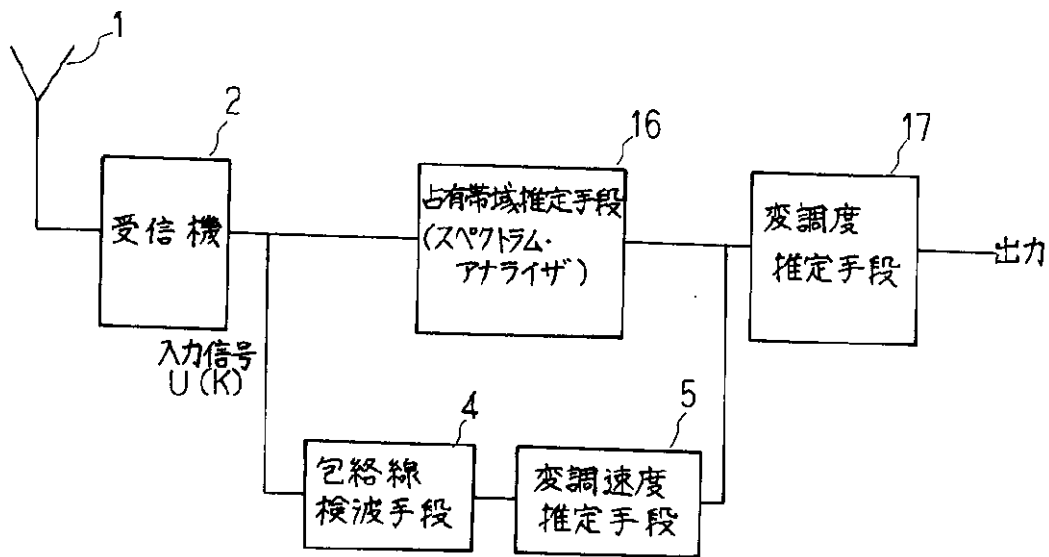 1
2
受信機
入力信号
U(K)
16
占有帯域推定手段
(スペクトラム・
アナライザ)
17
変調度
推定手段
出力
4
包絡線
検波手段
5
変調速度
推定手段